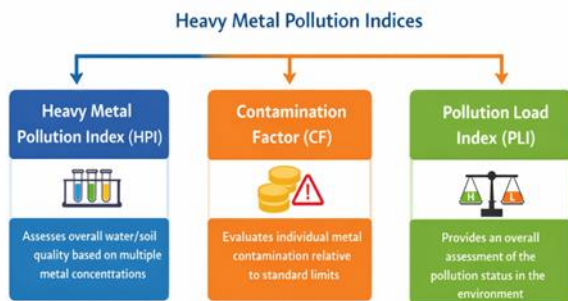 Heavy Metal Pollution Indices
Heavy Metal
Pollution Index (HPI)
Assesses overall water/soil
quality based on multiple
metal concentrations
Contamination
Factor (CF)
Evaluates individual metal
contamination relative
to standard limits
Pollution Load
Index (PLI)
H L
Provides an overall
assessment of the
pollution status in the
environment